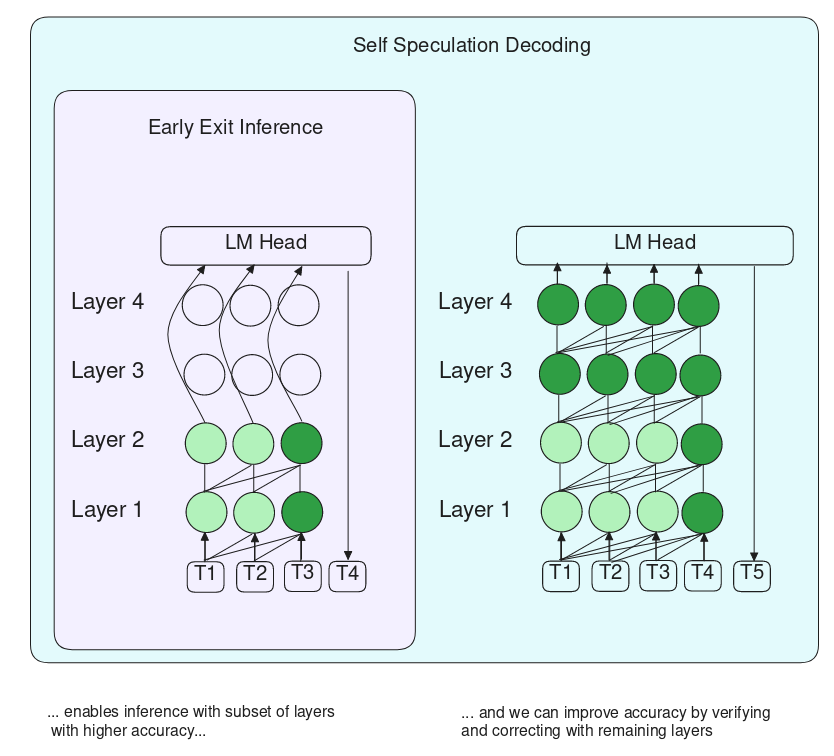 Self Speculation Decoding
Early Exit Inference
LM Head
Layer 4
Layer 3
Layer 2
Layer 1
T1 T2 T3 T4
LM Head
Layer 4
Layer 3
Layer 2
Layer 1
T1 T2 T3 T4 T5
... enables inference with subset of layers
with higher accuracy...
... and we can improve accuracy by verifying
and correcting with remaining layers